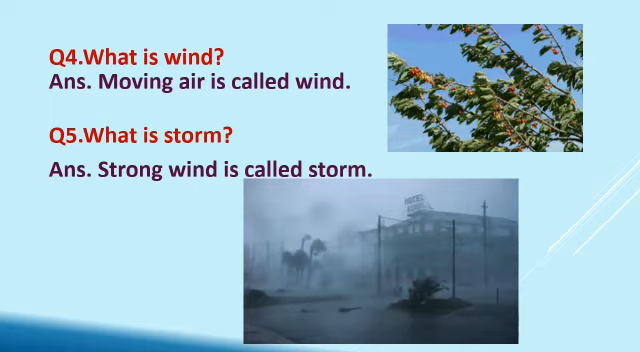 Q4.What is wind?
Ans. Moving air is called wind.
Q5.What is storm?
Ans. Strong wind is called storm.
HOTEL